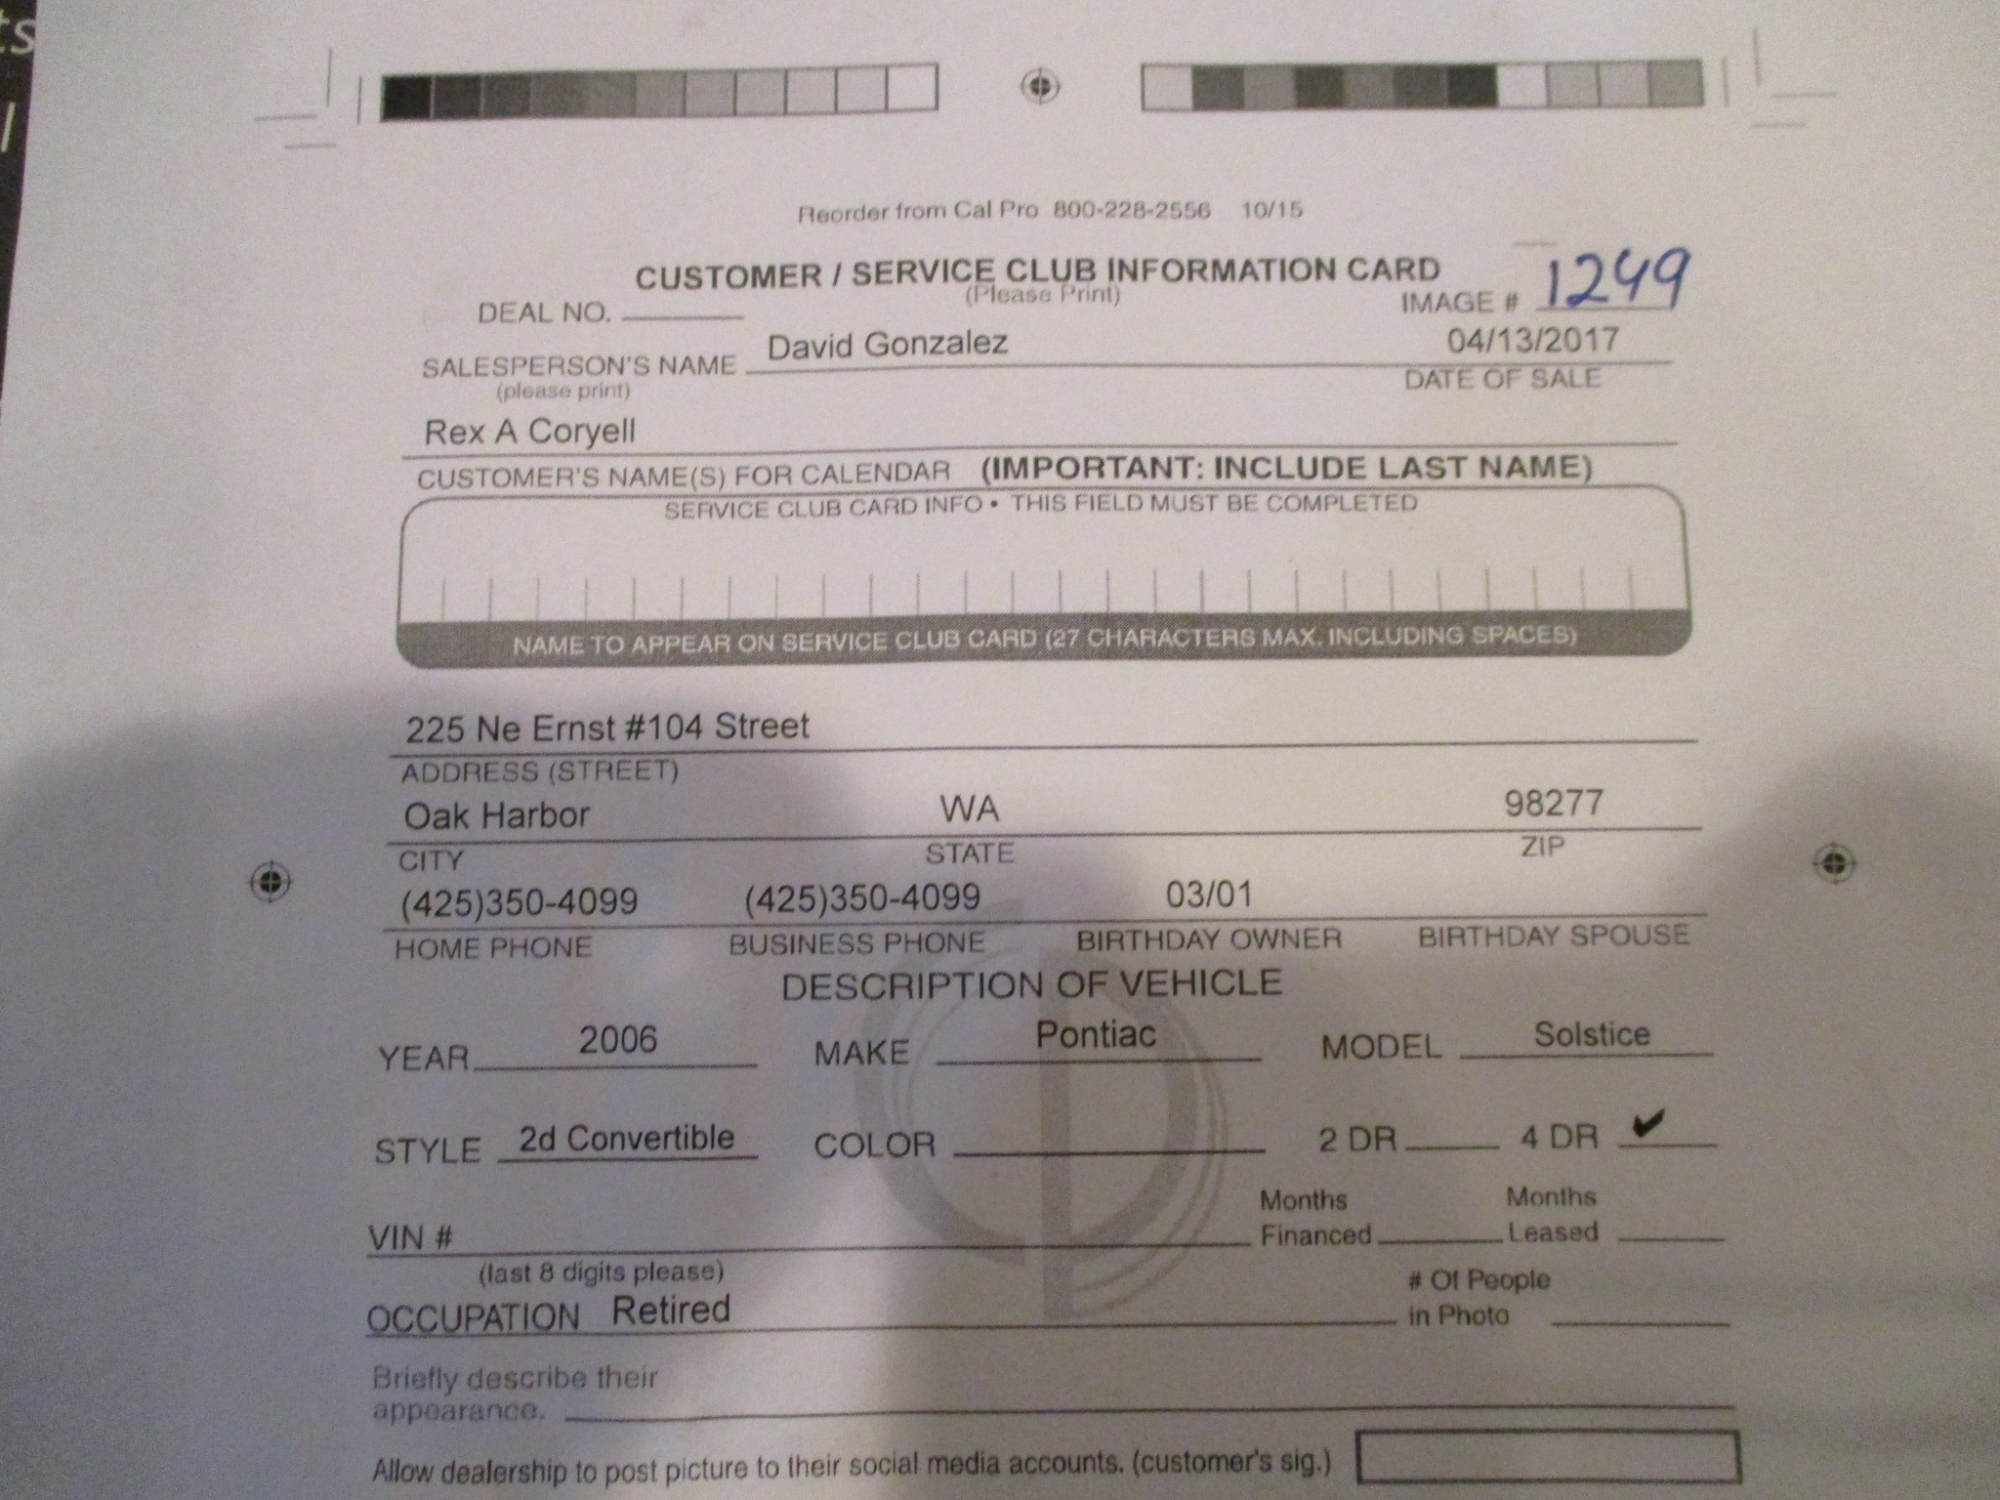 ts
l
Reorder from Cal Pro 800-228-2556 10/15
CUSTOMER / SERVICE CLUB INFORMATION CARD
(Please Print)
DEAL NO.
IMAGE # 1249
SALESPERSON'S NAME David Gonzalez 04/13/2017
(please print) DATE OF SALE
Rex A Coryell
CUSTOMER'S NAME(S) FOR CALENDAR (IMPORTANT: INCLUDE LAST NAME)
SERVICE CLUB CARD INFO • THIS FIELD MUST BE COMPLETED
NAME TO APPEAR ON SERVICE CLUB CARD (27 CHARACTERS MAX. INCLUDING SPACES)
225 Ne Ernst #104 Street
ADDRESS (STREET)
Oak Harbor WA 98277
CITY STATE ZIP
(425)350-4099 (425)350-4099 03/01
HOME PHONE BUSINESS PHONE BIRTHDAY OWNER BIRTHDAY SPOUSE
DESCRIPTION OF VEHICLE
YEAR 2006 MAKE Pontiac MODEL Solstice
STYLE 2d Convertible COLOR 2 DR 4 DR ✔
VIN # Months Financed Months Leased
(last 8 digits please)
OCCUPATION Retired # Of People in Photo
Briefly describe their
appearance.
Allow dealership to post picture to their social media accounts. (customer's sig.)